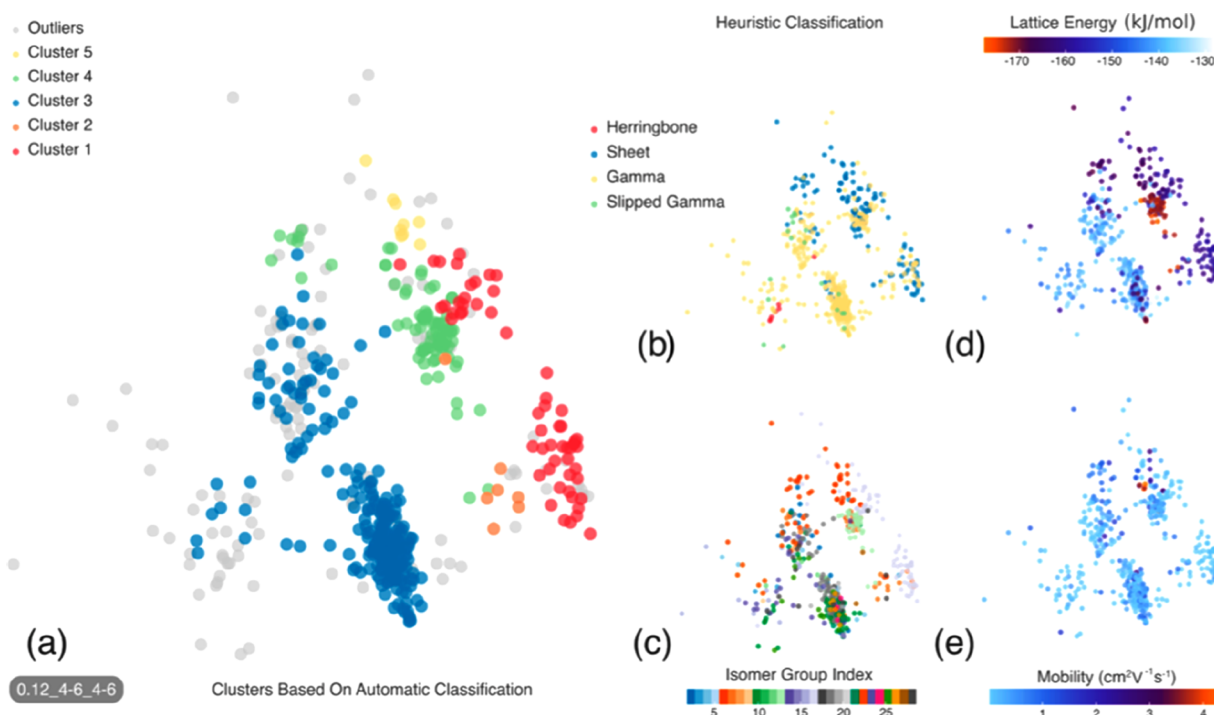 Outliers
Cluster 5
Cluster 4
Cluster 3
Cluster 2
Cluster 1
(a)
0.12_4-6_4-6
Clusters Based On Automatic Classification
Heuristic Classification
Herringbone
Sheet
Gamma
Slipped Gamma
(b)
Lattice Energy (kJ/mol)
-170 -160 -150 -140 -130
(d)
(c)
Isomer Group Index
5 10 15 20 25
(e)
Mobility (cm²V⁻¹s⁻¹)
1 2 3 4